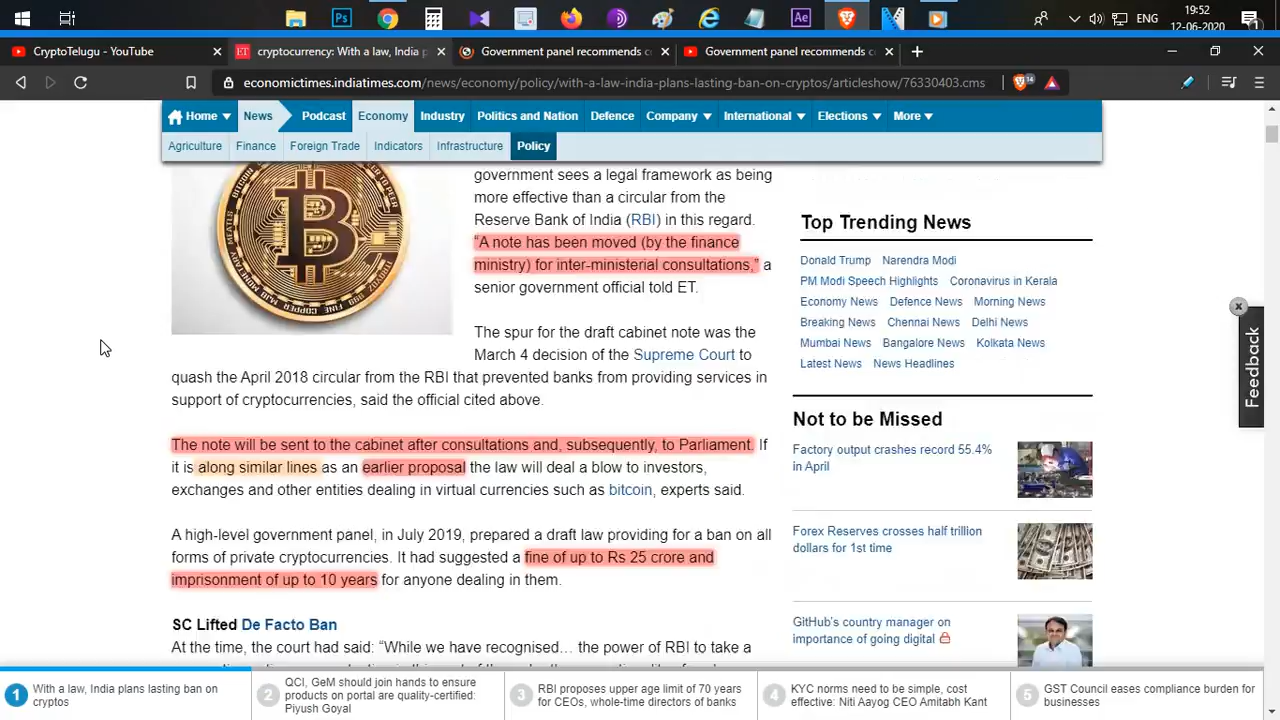 19:52
ENG
12-06-2020
CryptoTelugu - YouTube
ET cryptocurrency: With a law, India p
Government panel recommends c
Government panel recommends c
economictimes.indiatimes.com/news/economy/policy/with-a-law-india-plans-lasting-ban-on-cryptos/articleshow/76330403.cms
14
Home News Podcast Economy Industry Politics and Nation Defence Company International Elections More
Agriculture Finance Foreign Trade Indicators Infrastructure Policy
government sees a legal framework as being
more effective than a circular from the
Reserve Bank of India (RBI) in this regard.
“A note has been moved (by the finance
ministry) for inter-ministerial consultations,” a
senior government official told ET.
The spur for the draft cabinet note was the
March 4 decision of the Supreme Court to
quash the April 2018 circular from the RBI that prevented banks from providing services in
support of cryptocurrencies, said the official cited above.
The note will be sent to the cabinet after consultations and, subsequently, to Parliament. If
it is along similar lines as an earlier proposal the law will deal a blow to investors,
exchanges and other entities dealing in virtual currencies such as bitcoin, experts said.
A high-level government panel, in July 2019, prepared a draft law providing for a ban on all
forms of private cryptocurrencies. It had suggested a fine of up to Rs 25 crore and
imprisonment of up to 10 years for anyone dealing in them.
SC Lifted De Facto Ban
At the time, the court had said: “While we have recognised… the power of RBI to take a
Top Trending News
Donald Trump Narendra Modi
PM Modi Speech Highlights Coronavirus in Kerala
Economy News Defence News Morning News
Breaking News Chennai News Delhi News
Mumbai News Bangalore News Kolkata News
Latest News News Headlines
Not to be Missed
Factory output crashes record 55.4%
in April
Forex Reserves crosses half trillion
dollars for 1st time
GitHub's country manager on
importance of going digital
Feedback
1 With a law, India plans lasting ban on
cryptos
2 QCI, GeM should join hands to ensure
products on portal are quality-certified:
Piyush Goyal
3 RBI proposes upper age limit of 70 years
for CEOs, whole-time directors of banks
4 KYC norms need to be simple, cost
effective: Niti Aayog CEO Amitabh Kant
5 GST Council eases compliance burden for
businesses